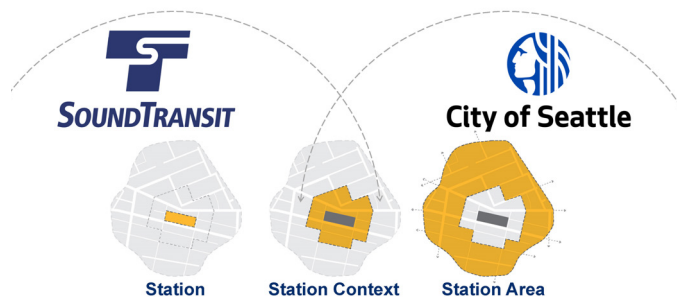 SOUNDTRANSIT
City of Seattle
Station
Station Context
Station Area